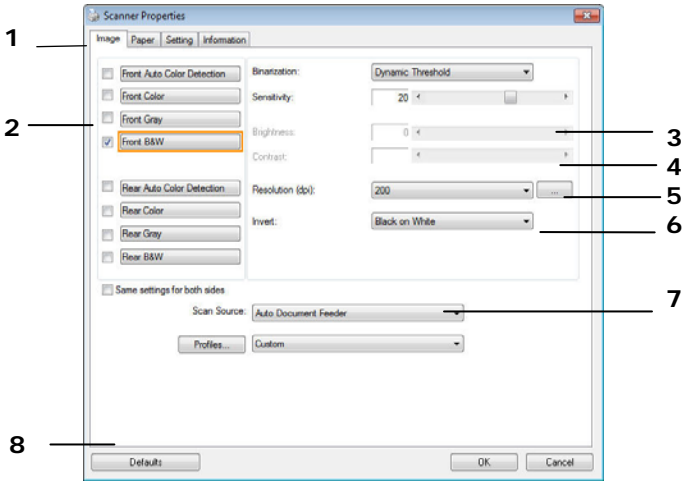 Scanner Properties
1
Image Paper Setting Information
Front Auto Color Detection
Binarization: Dynamic Threshold
Front Color
Sensitivity: 20
2
Front Gray
Front B&W
Brightness: 0
3
Contrast:
4
Rear Auto Color Detection
Resolution (dpi): 200 ...
5
Rear Color
Invert: Black on White
6
Rear Gray
Rear B&W
Same settings for both sides
7
Scan Source: Auto Document Feeder
Profiles... Custom
8
Defaults OK Cancel